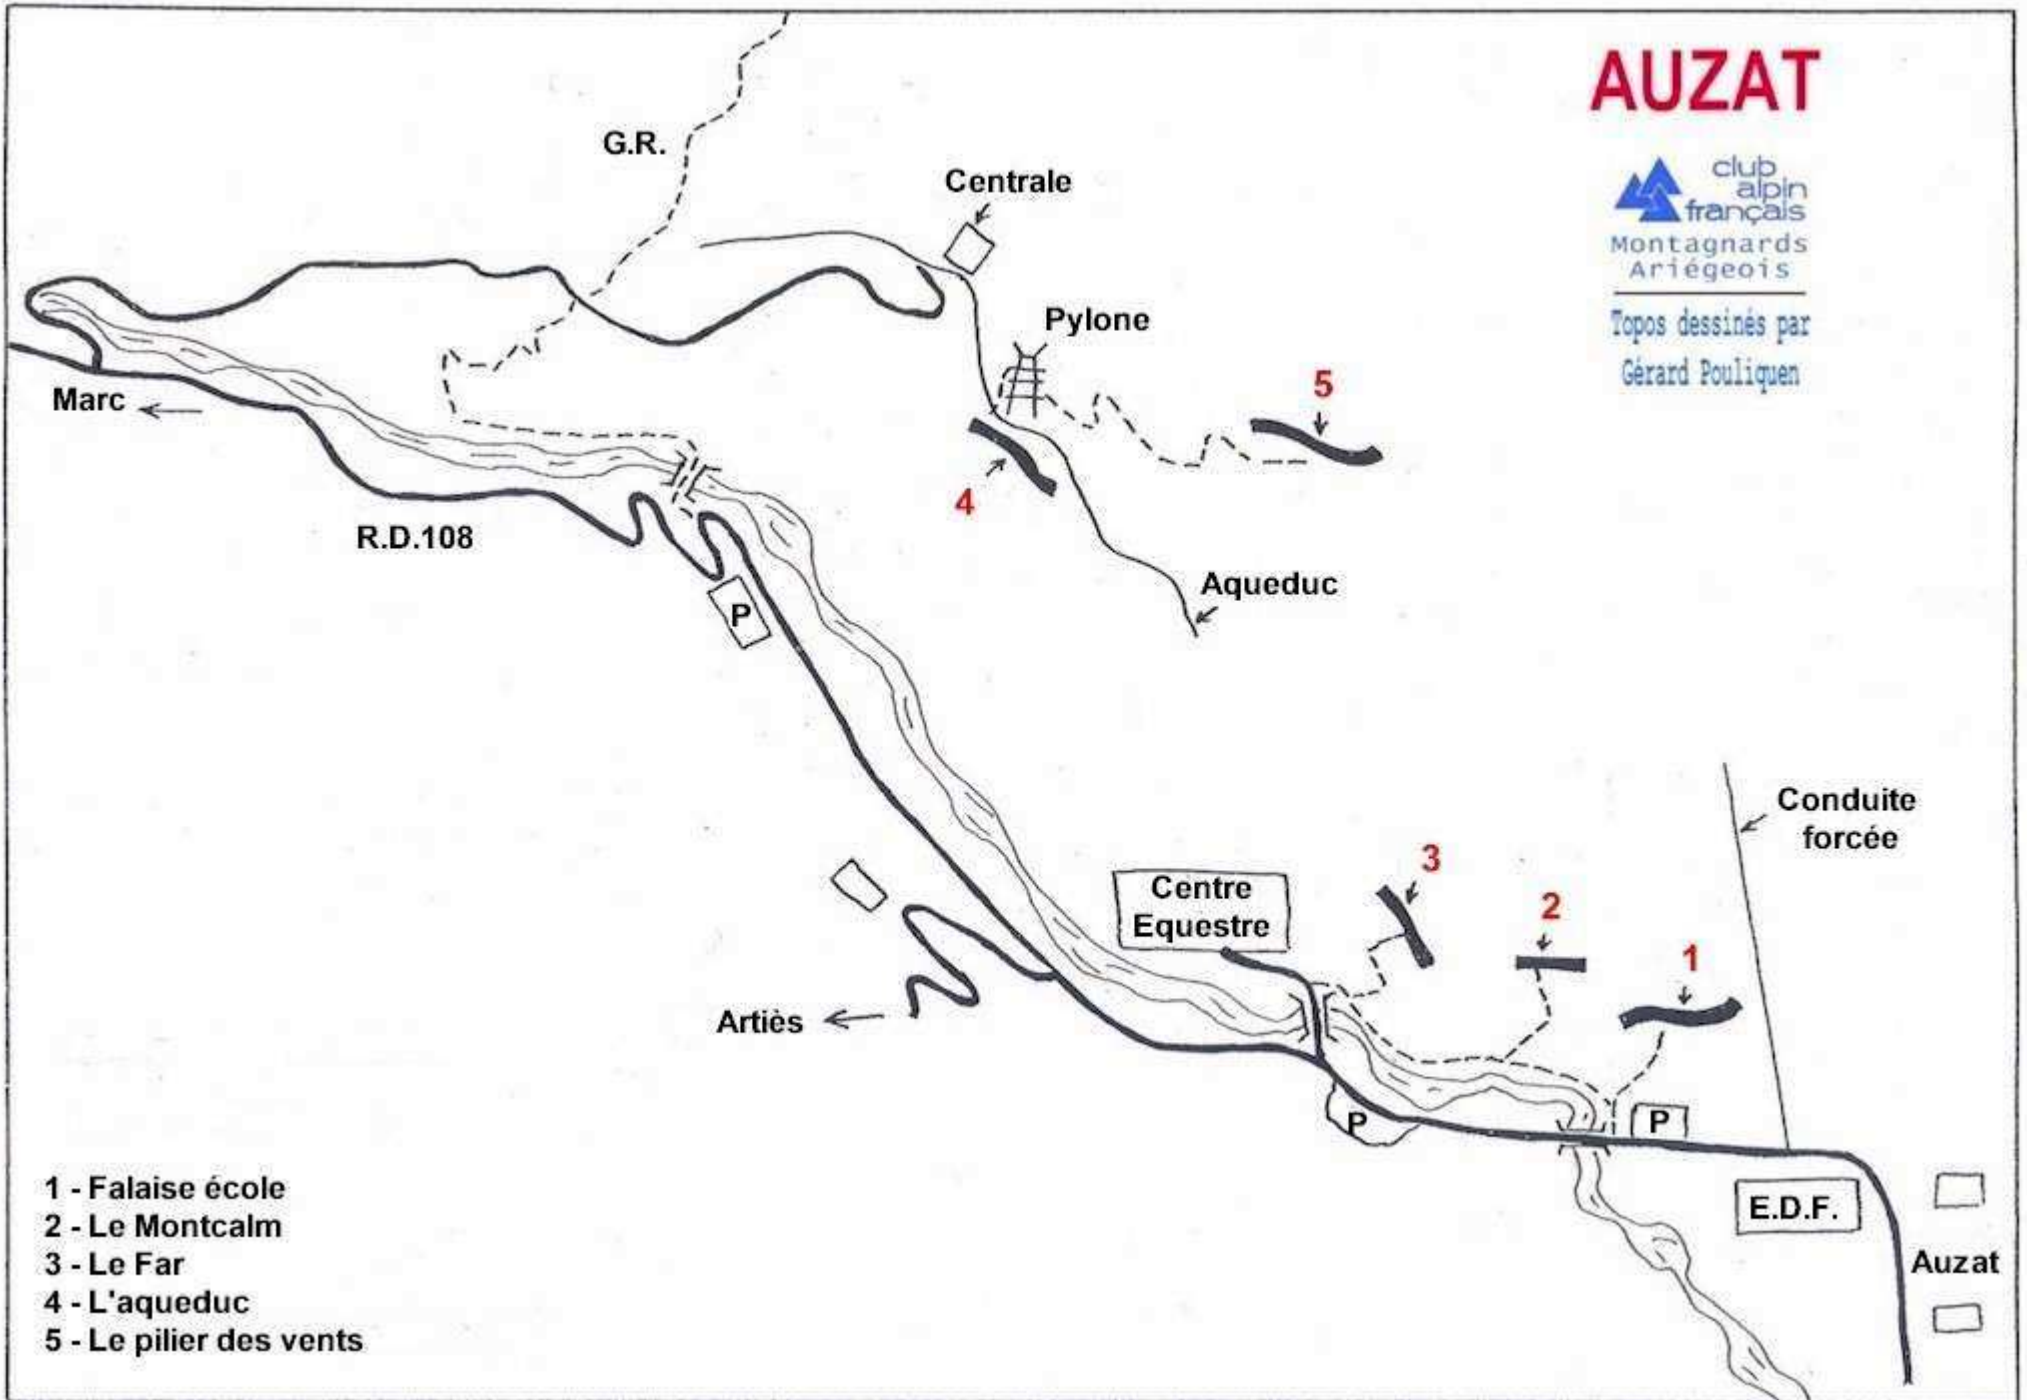 AUZAT
club
alpin
français
Montagnards
Ariégeois
Topos dessinés par
Gérard Pouliquen
G.R.
Centrale
Pylone
5
Marc
4
R.D.108
Aqueduc
P
Conduite
forcée
3
Centre
Equestre
2
1
Artiès
P
P
E.D.F.
Auzat
1 - Falaise école
2 - Le Montcalm
3 - Le Far
4 - L'aqueduc
5 - Le pilier des vents